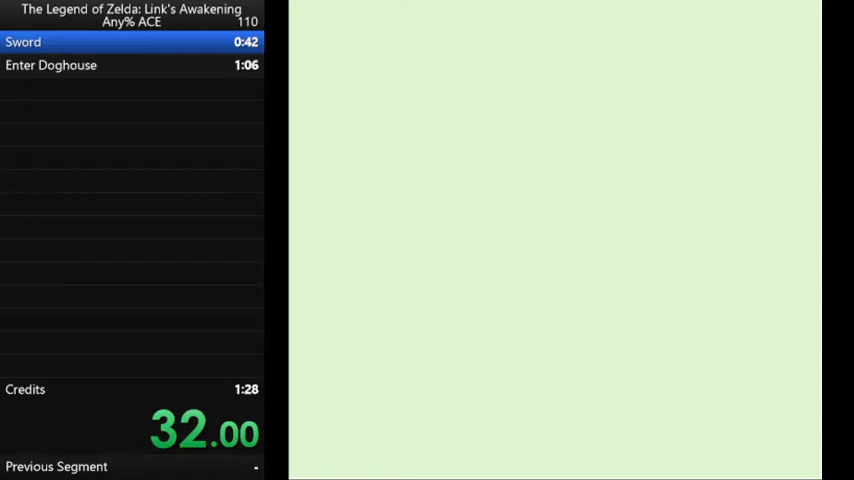 The Legend of Zelda: Link's Awakening
Any% ACE 110
Sword 0:42
Enter Doghouse 1:06
Credits 1:28
32.00
Previous Segment -